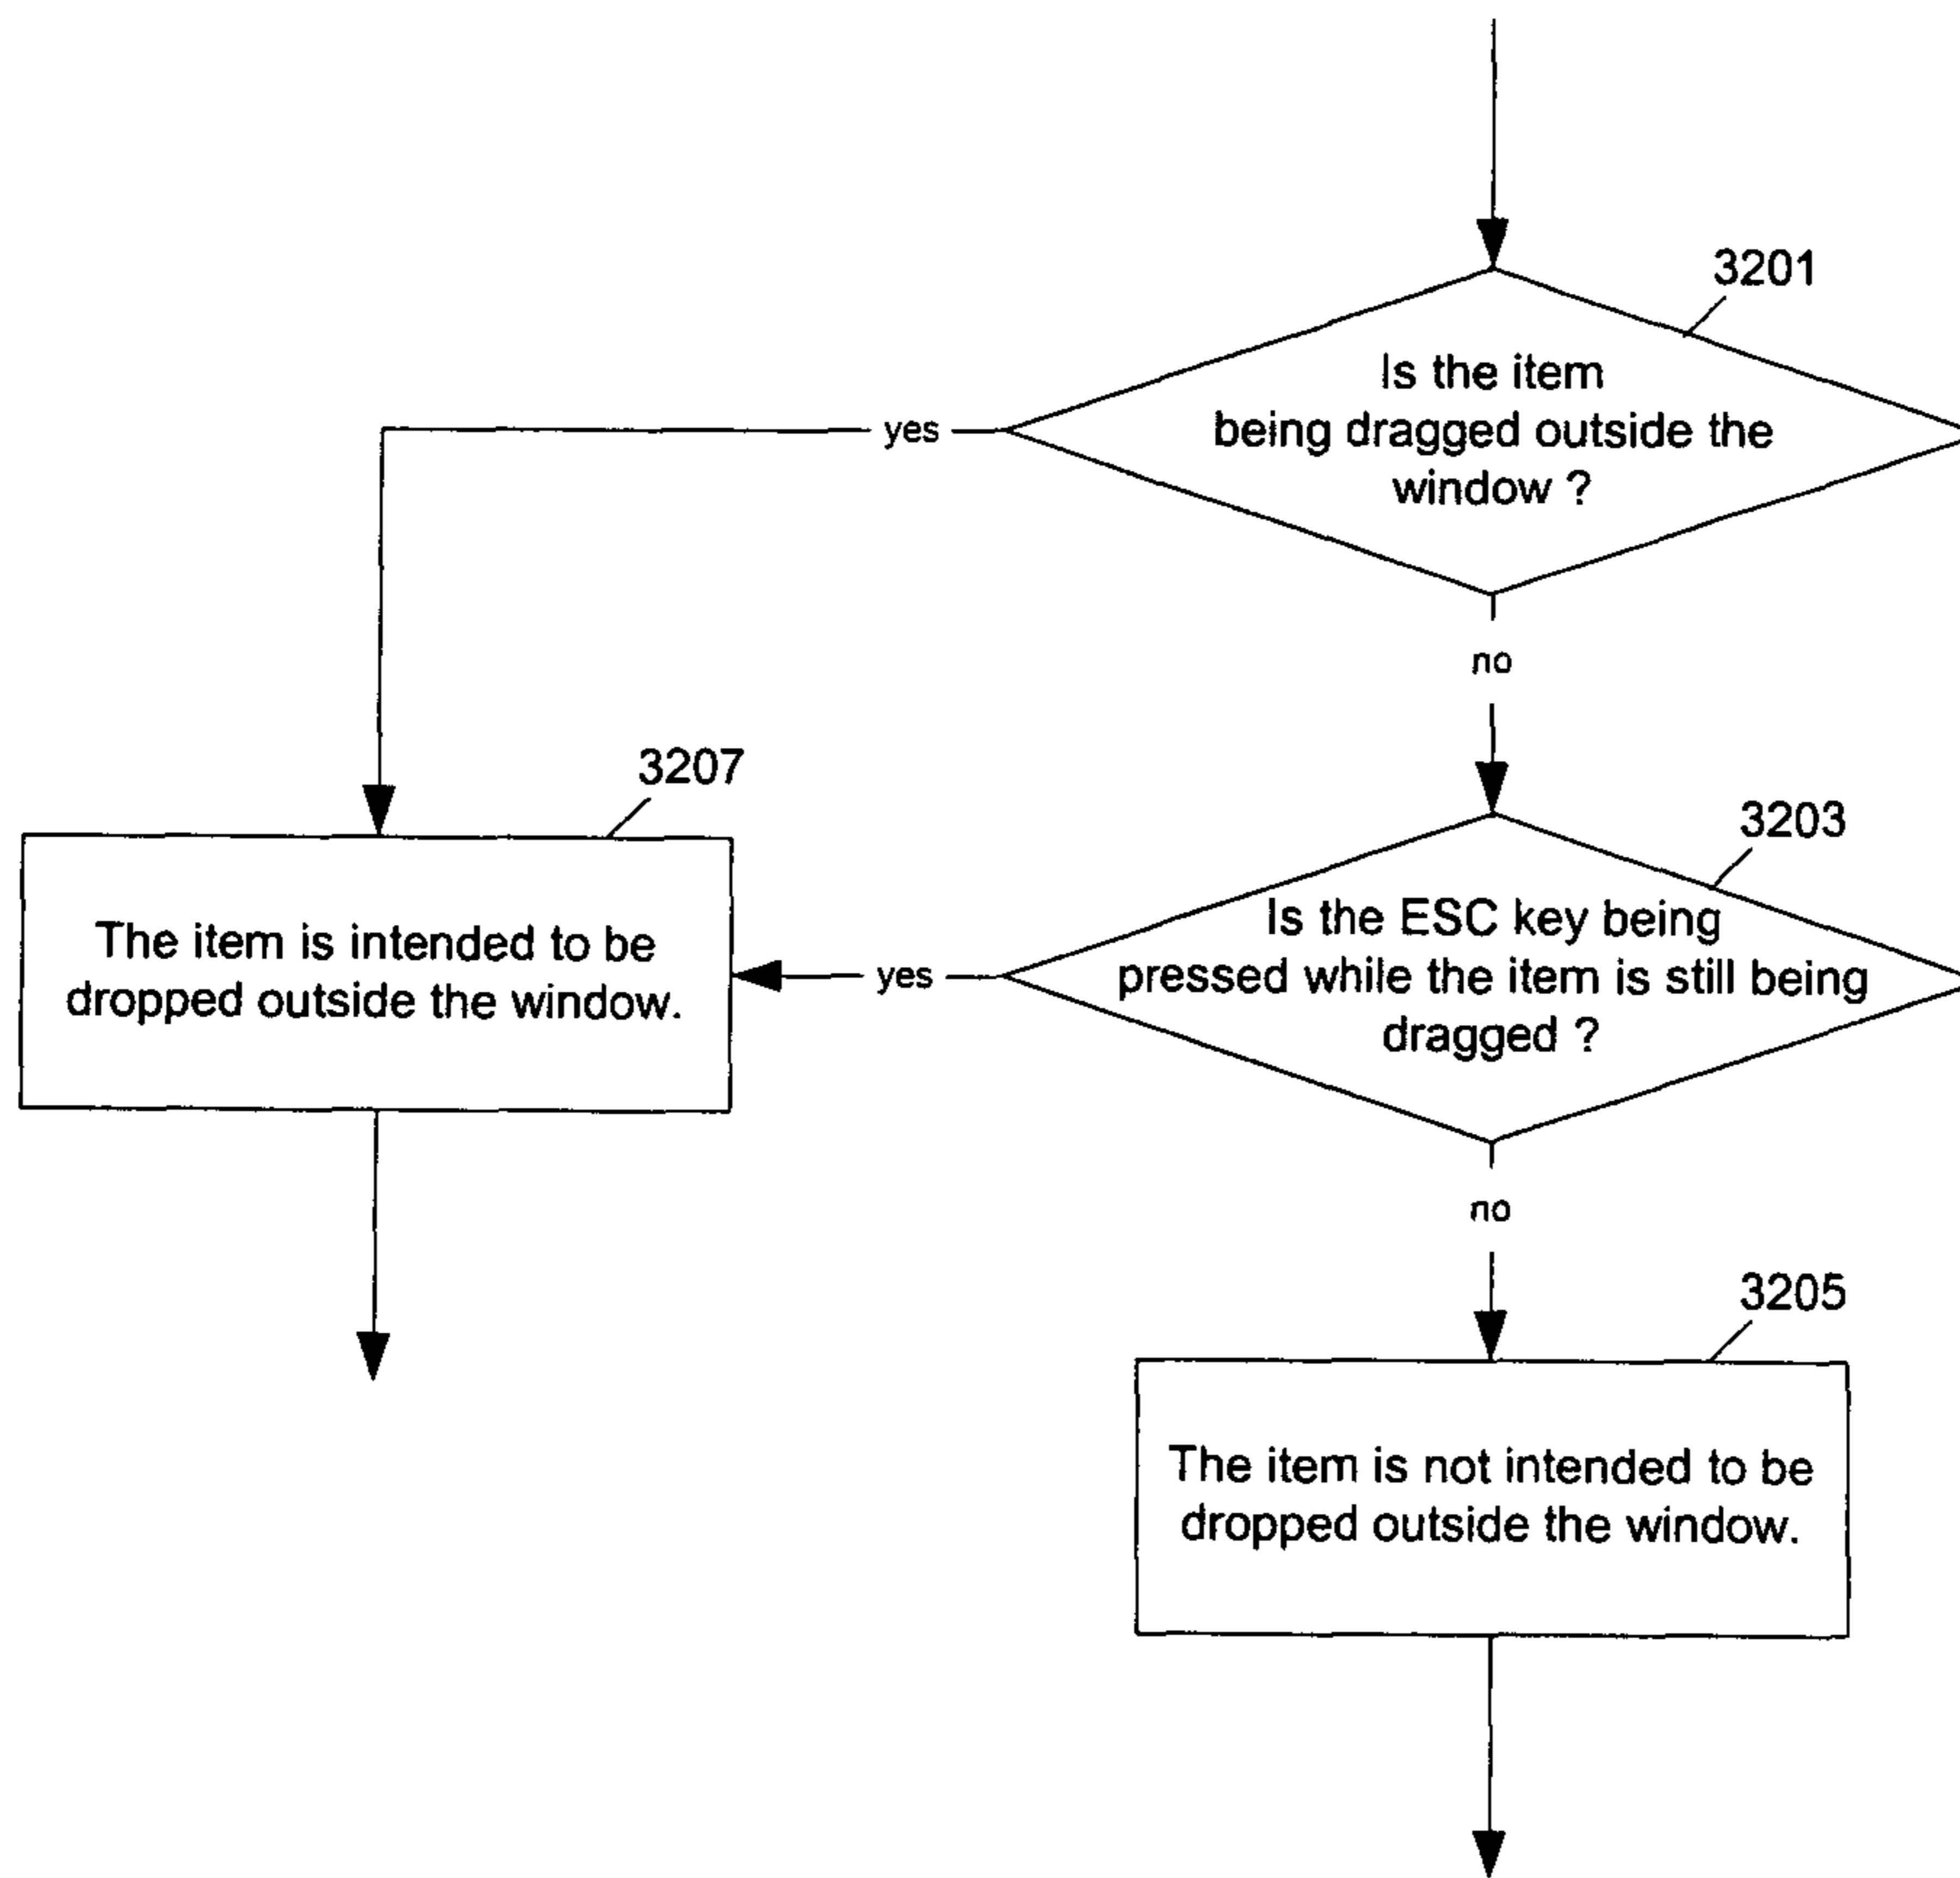 3201
Is the item
being dragged outside the
window ?
yes
no
3207
The item is intended to be
dropped outside the window.
3203
Is the ESC key being
pressed while the item is still being
dragged ?
yes
no
3205
The item is not intended to be
dropped outside the window.